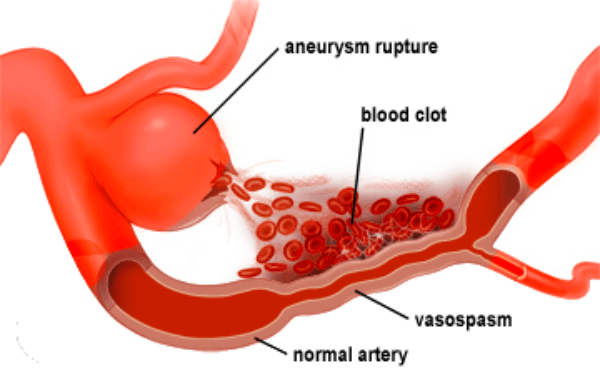 aneurysm rupture
blood clot
vasospasm
normal artery